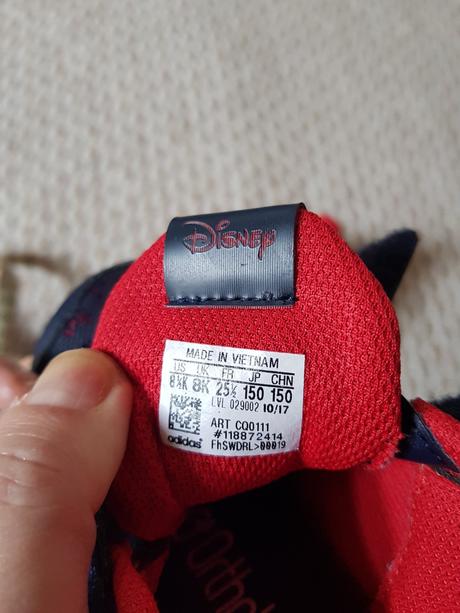 Disney
MADE IN VIETNAM
US UK FR JP CHN
8½K 8K 25½ 150 150
LVL 029002 10/17
ART CQ0111
#118872414
adidas FhSWDRL>00019
Ortho